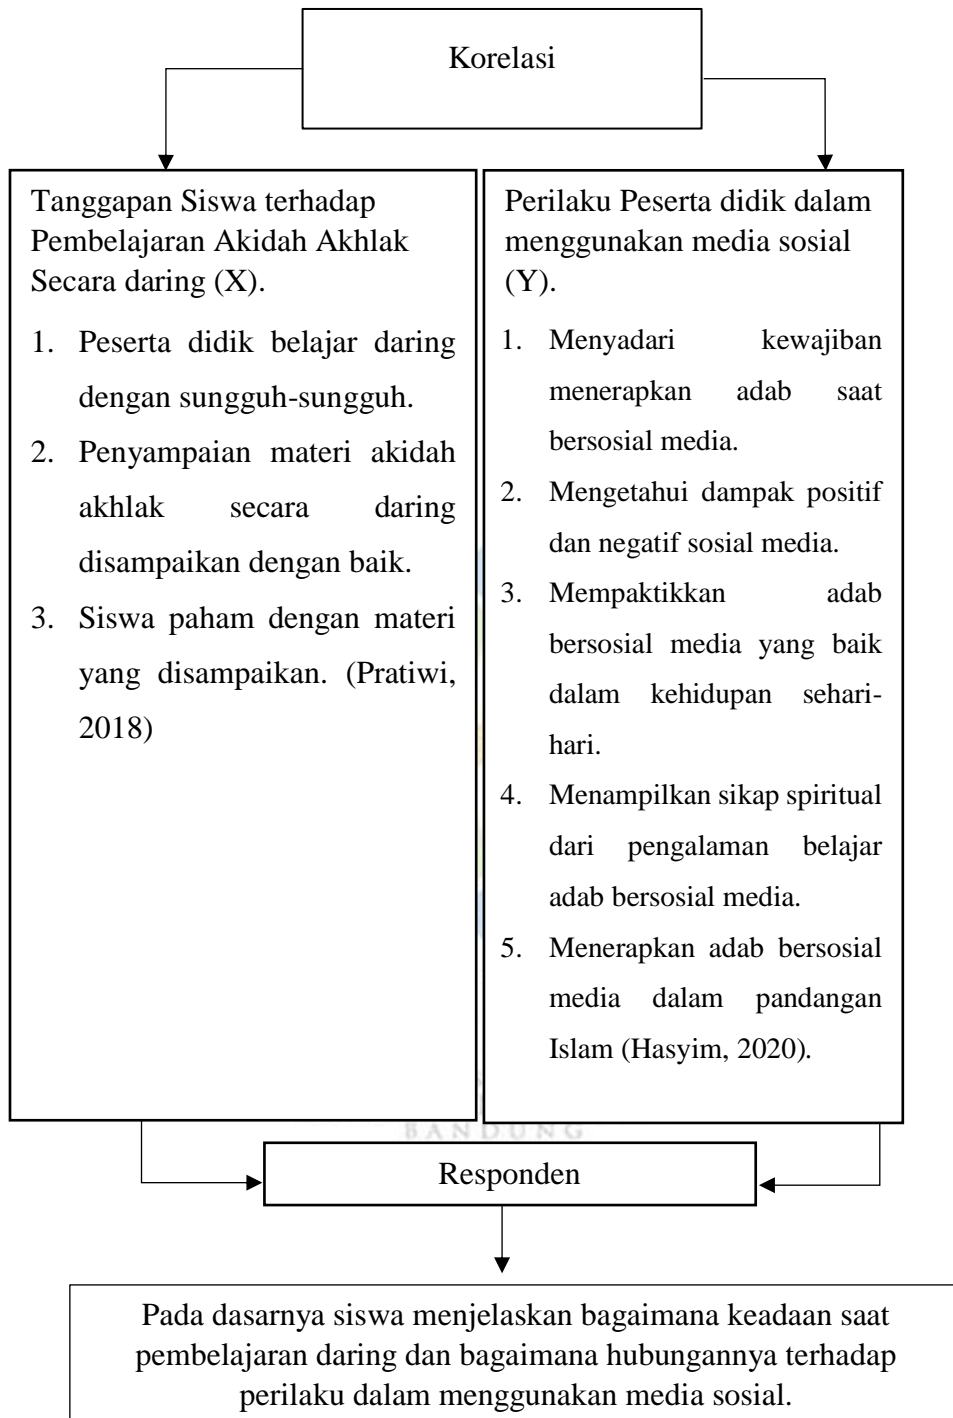 Korelasi
Tanggapan Siswa terhadap
Pembelajaran Akidah Akhlak
Secara daring (X).
1. Peserta didik belajar daring
dengan sungguh-sungguh.
2. Penyampaian materi akidah
akhlak secara daring
disampaikan dengan baik.
3. Siswa paham dengan materi
yang disampaikan. (Pratiwi,
2018)
Perilaku Peserta didik dalam
menggunakan media sosial
(Y).
1. Menyadari kewajiban
menerapkan adab saat
bersosial media.
2. Mengetahui dampak positif
dan negatif sosial media.
3. Mempaktikkan adab
bersosial media yang baik
dalam kehidupan sehari-
hari.
4. Menampilkan sikap spiritual
dari pengalaman belajar
adab bersosial media.
5. Menerapkan adab bersosial
media dalam pandangan
Islam (Hasyim, 2020).
BANDUNG
Responden
Pada dasarnya siswa menjelaskan bagaimana keadaan saat
pembelajaran daring dan bagaimana hubungannya terhadap
perilaku dalam menggunakan media sosial.